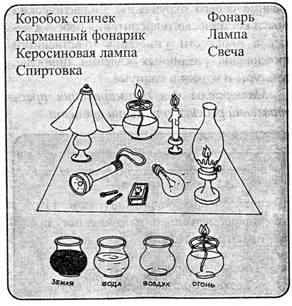 Коробок спичек
Карманный фонарик
Керосиновая лампа
Спиртовка
Фонарь
Лампа
Свеча
ЗЕМЛЯ ВОДА ВОЗДУХ ОГОНЬ